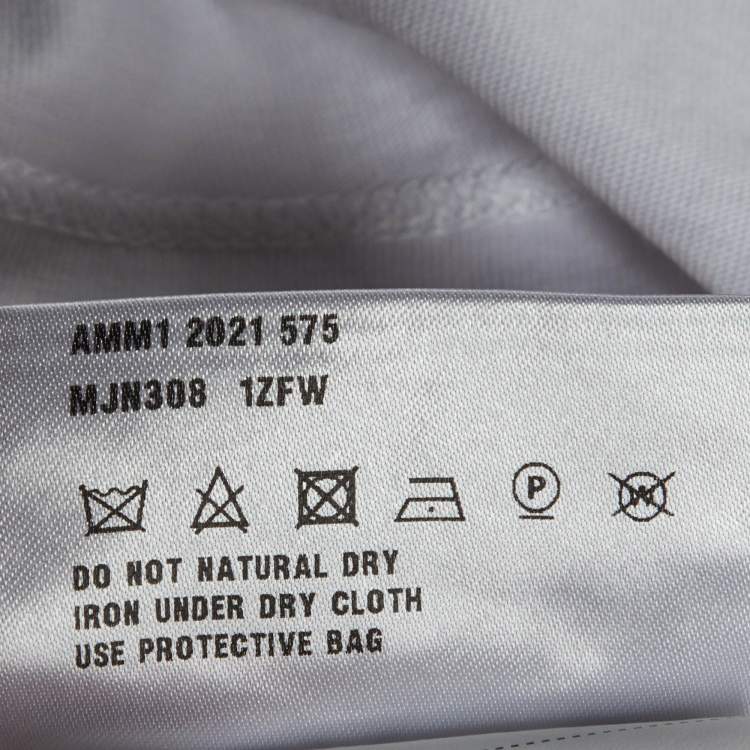 AMM1 2021 575
MJN308 1ZFW
P W
DO NOT NATURAL DRY
IRON UNDER DRY CLOTH
USE PROTECTIVE BAG